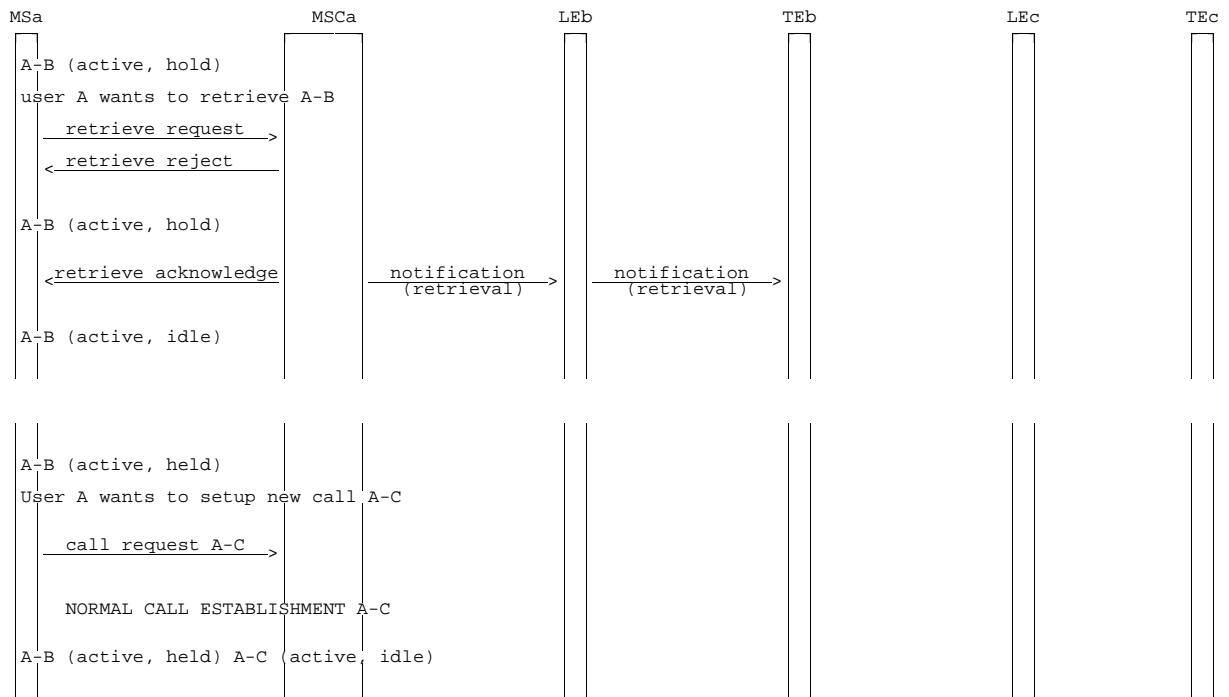 MSa MSCa LEb TEb LEc TEc
A-B (active, hold)
user A wants to retrieve A-B
retrieve request
retrieve reject
A-B (active, hold)
retrieve acknowledge notification notification
(retrieval) (retrieval)
A-B (active, idle)
A-B (active, held)
User A wants to setup new call A-C
call request A-C
NORMAL CALL ESTABLISHMENT A-C
A-B (active, held) A-C (active, idle)